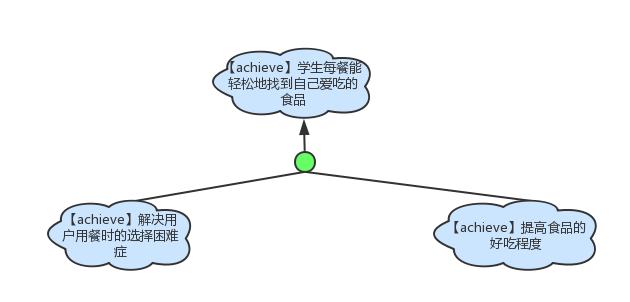 【achieve】学生每餐能
轻松地找到自己爱吃的
食品
【achieve】解决用
户用餐时的选择困难
症
【achieve】提高食品的
好吃程度